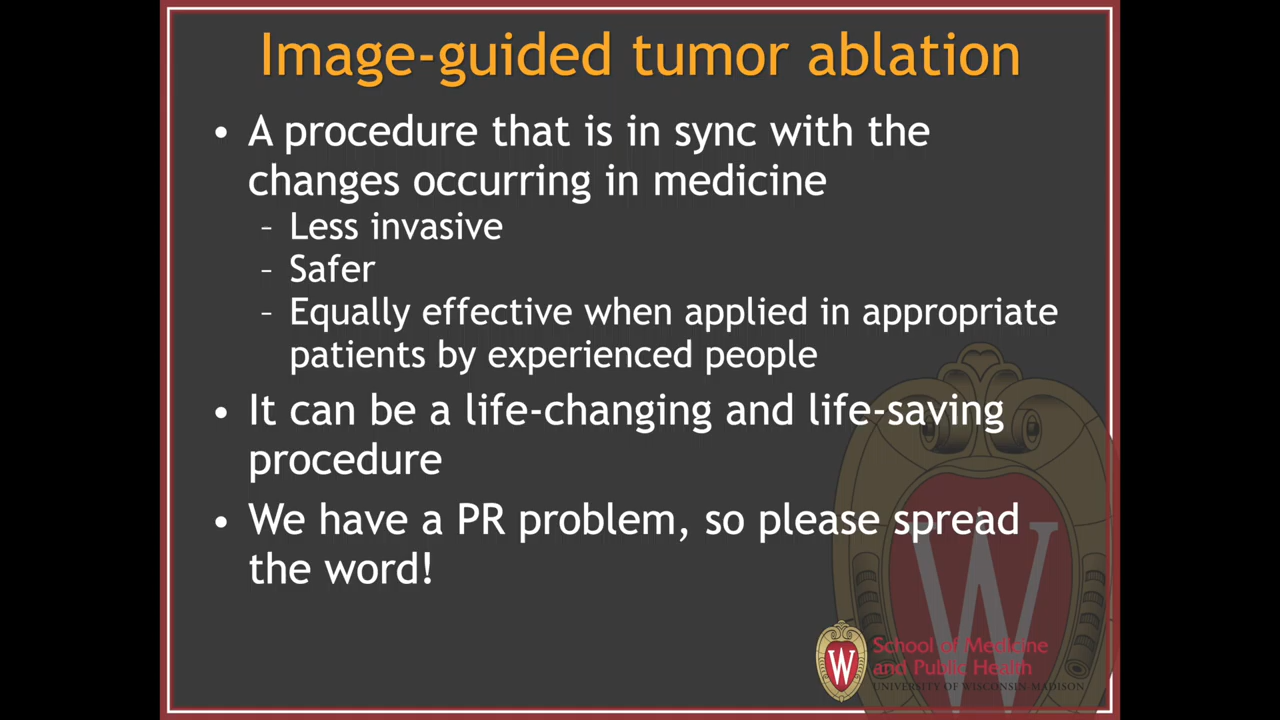 Image-guided tumor ablation
• A procedure that is in sync with the
changes occurring in medicine
– Less invasive
– Safer
– Equally effective when applied in appropriate
patients by experienced people
• It can be a life-changing and life-saving
procedure
• We have a PR problem, so please spread
the word!
W
W
School of Medicine
and Public Health
UNIVERSITY OF WISCONSIN-MADISON